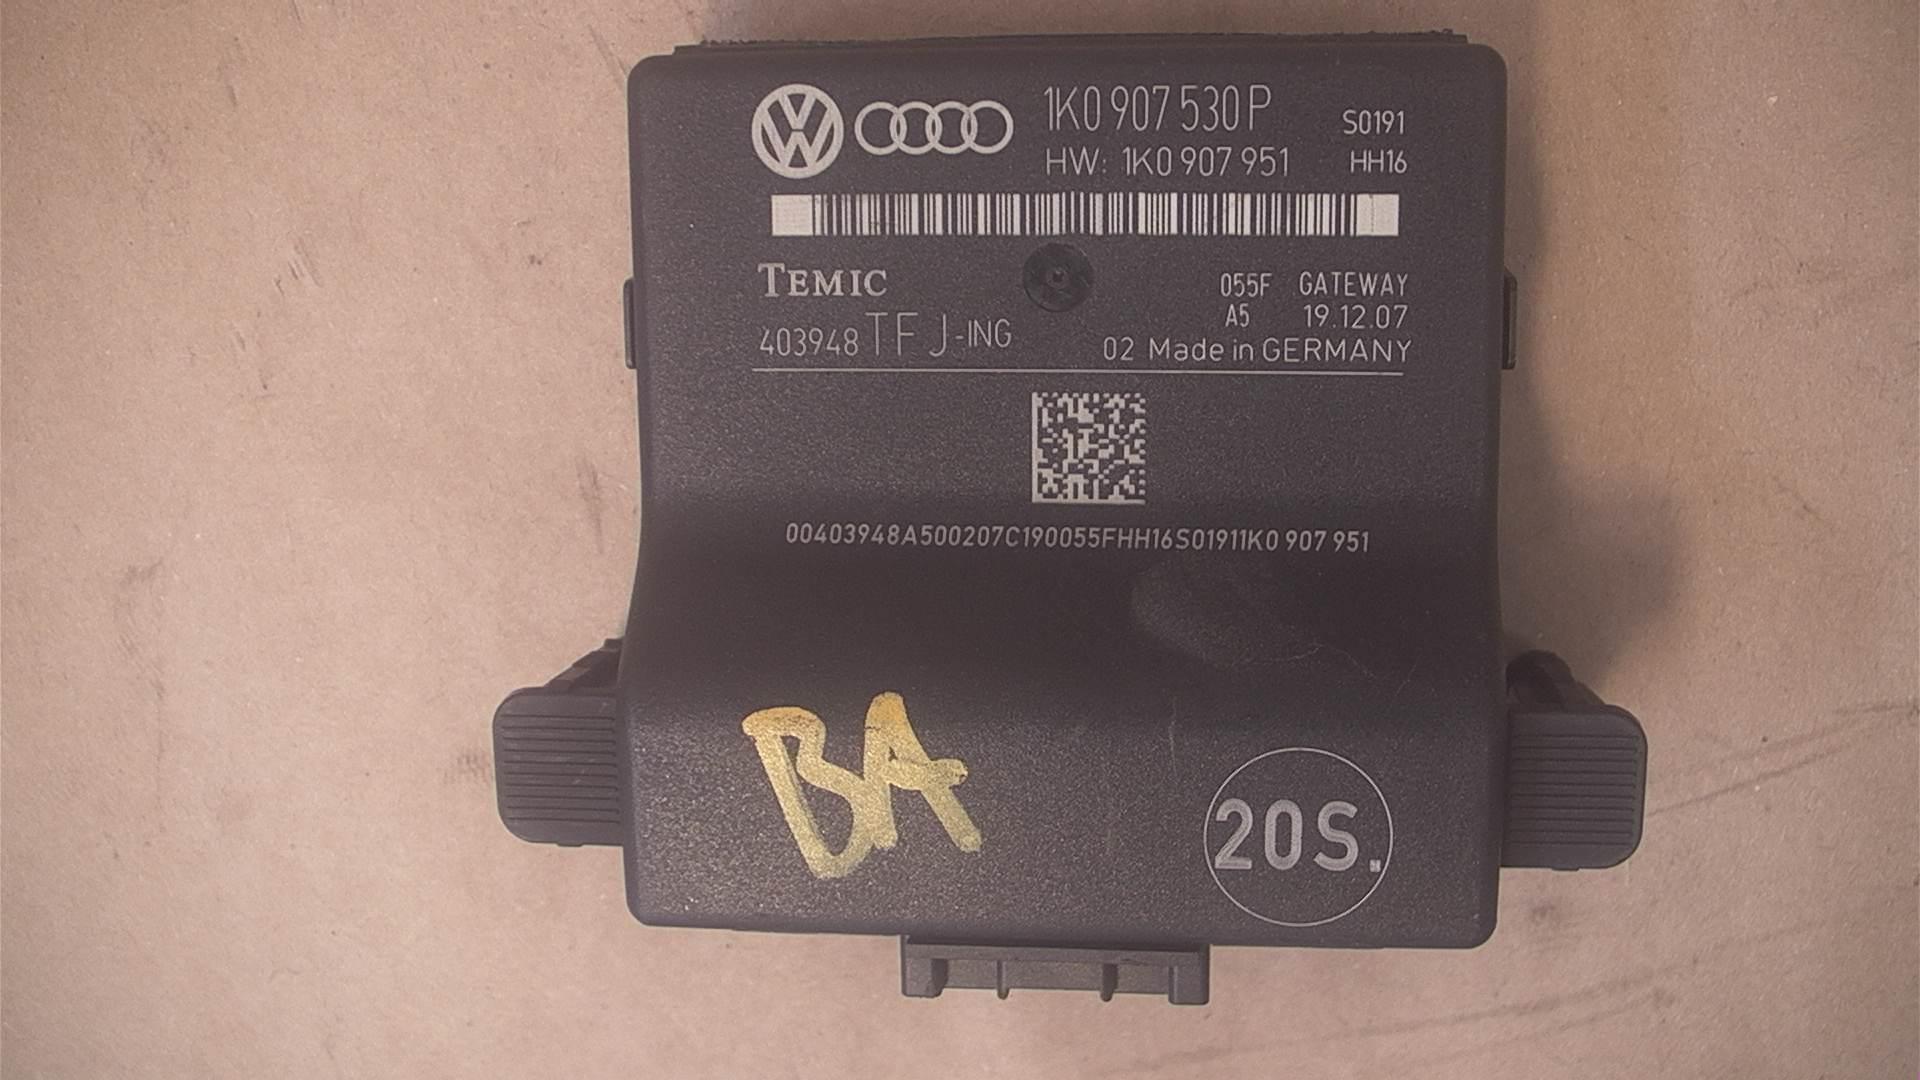 1K0 907 530 P S0191
HW: 1K0 907 951 HH16
TEMIC 055F GATEWAY
A5 19.12.07
403948 TFJ-ING 02 Made in GERMANY
00403948A500207C190055FHH16S01911K0 907 951
BA
20S.